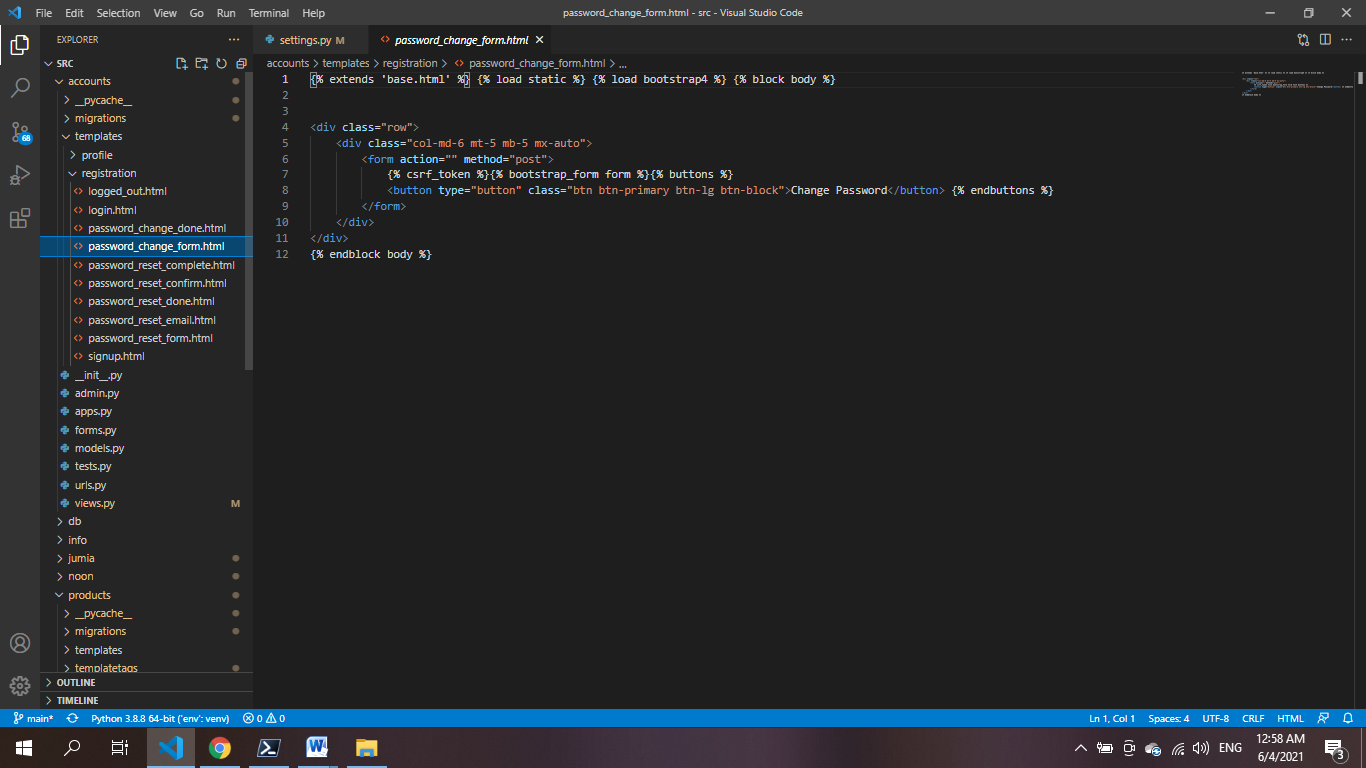 File Edit Selection View Go Run Terminal Help password_change_form.html - src - Visual Studio Code
EXPLORER
SRC
accounts
__pycache__
migrations
templates
profile
registration
logged_out.html
login.html
password_change_done.html
password_change_form.html
password_reset_complete.html
password_reset_confirm.html
password_reset_done.html
password_reset_email.html
password_reset_form.html
signup.html
__init__.py
admin.py
apps.py
forms.py
models.py
tests.py
urls.py
views.py M
db
info
jumia
noon
products
__pycache__
migrations
templates
templatetags
OUTLINE
TIMELINE
68
settings.py M password_change_form.html
accounts > templates > registration > password_change_form.html > ...
1 {% extends 'base.html' %} {% load static %} {% load bootstrap4 %} {% block body %}
2
3
4 <div class="row">
5 <div class="col-md-6 mt-5 mb-5 mx-auto">
6 <form action="" method="post">
7 {% csrf_token %}{% bootstrap_form form %}{% buttons %}
8 <button type="button" class="btn btn-primary btn-lg btn-block">Change Password</button> {% endbuttons %}
9 </form>
10 </div>
11 </div>
12 {% endblock body %}
main* Python 3.8.8 64-bit ('env': venv) 0 0 Ln 1, Col 1 Spaces: 4 UTF-8 CRLF HTML
ENG
12:58 AM
6/4/2021
3